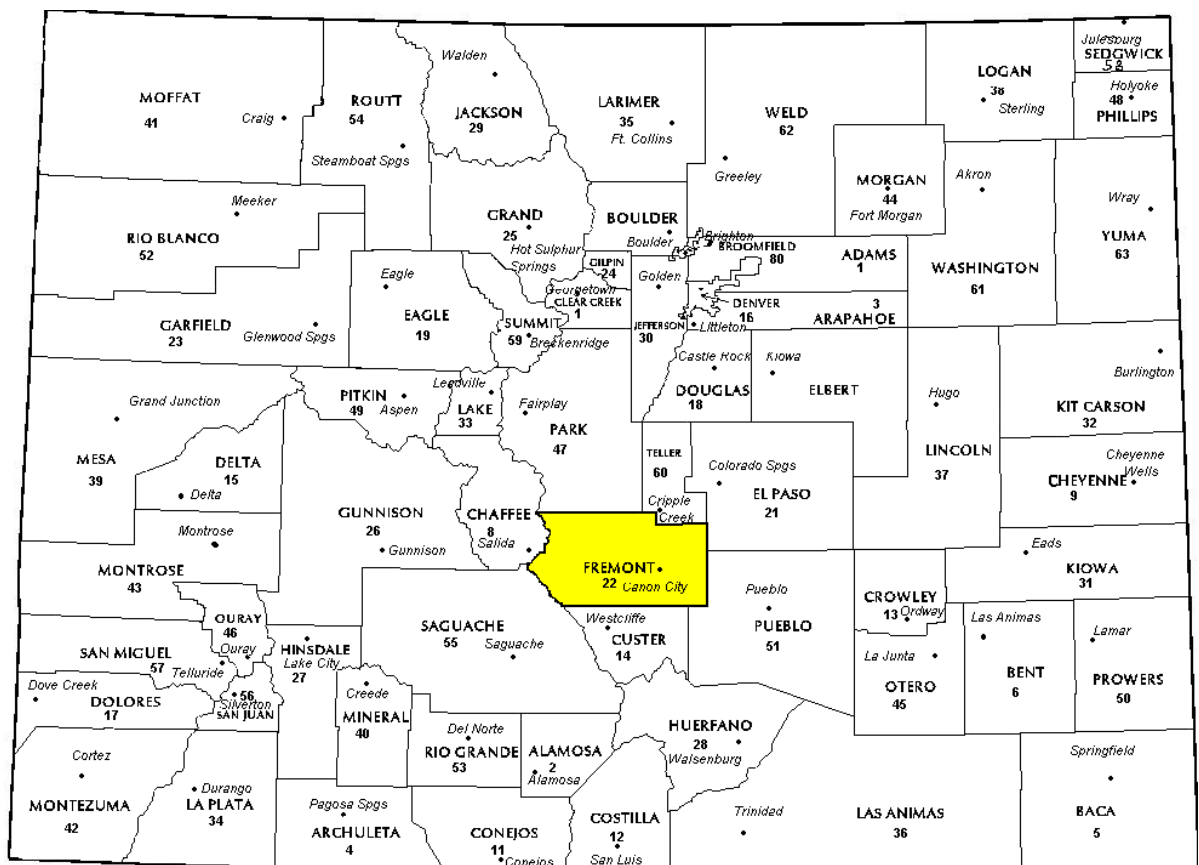 Julesburg
SEDGWICK
58
Walden
LOGAN
38
Sterling
Holyoke
48
PHILLIPS
MOFFAT
41
Craig
ROUTT
54
Steamboat Spgs
JACKSON
29
LARIMER
35
Ft. Collins
WELD
62
Greeley
MORGAN
44
Fort Morgan
Akron
WASHINGTON
61
Wray
YUMA
63
Meeker
RIO BLANCO
52
GRAND
25
Hot Sulphur
Springs
BOULDER
Boulder
Brighton
BROOMFIELD
80
ADAMS
1
GILPIN
24
Golden
Georgetown
CLEAR CREEK
1
DENVER
16
3
ARAPAHOE
JEFFERSON
30
Littleton
GARFIELD
23
Glenwood Spgs
Eagle
EAGLE
19
SUMMIT
59
Breckenridge
Castle Rock
DOUGLAS
18
Kiowa
ELBERT
Hugo
LINCOLN
37
Burlington
KIT CARSON
32
PITKIN
49
Aspen
Leadville
LAKE
33
Fairplay
PARK
47
Grand Junction
MESA
39
DELTA
15
Delta
TELLER
60
Cripple
Creek
Colorado Spgs
EL PASO
21
Cheyenne
Wells
CHEYENNE
9
GUNNISON
26
Gunnison
CHAFFEE
8
Salida
Montrose
MONTROSE
43
FREMONT
22
Canon City
Eads
KIOWA
31
Pueblo
PUEBLO
51
CROWLEY
13
Ordway
OURAY
46
Ouray
HINSDALE
Lake City
27
SAGUACHE
55
Saguache
Westcliffe
CUSTER
14
La Junta
OTERO
45
Las Animas
BENT
6
Lamar
PROWERS
50
SAN MIGUEL
57
Telluride
Dove Creek
DOLORES
17
56
Silverton
SAN JUAN
Creede
MINERAL
40
Del Norte
RIO GRANDE
53
ALAMOSA
2
Alamosa
HUERFANO
28
Walsenburg
Cortez
MONTEZUMA
42
Durango
LA PLATA
34
Pagosa Spgs
ARCHULETA
4
CONEJOS
11
Conejos
COSTILLA
12
San Luis
Trinidad
LAS ANIMAS
36
Springfield
BACA
5